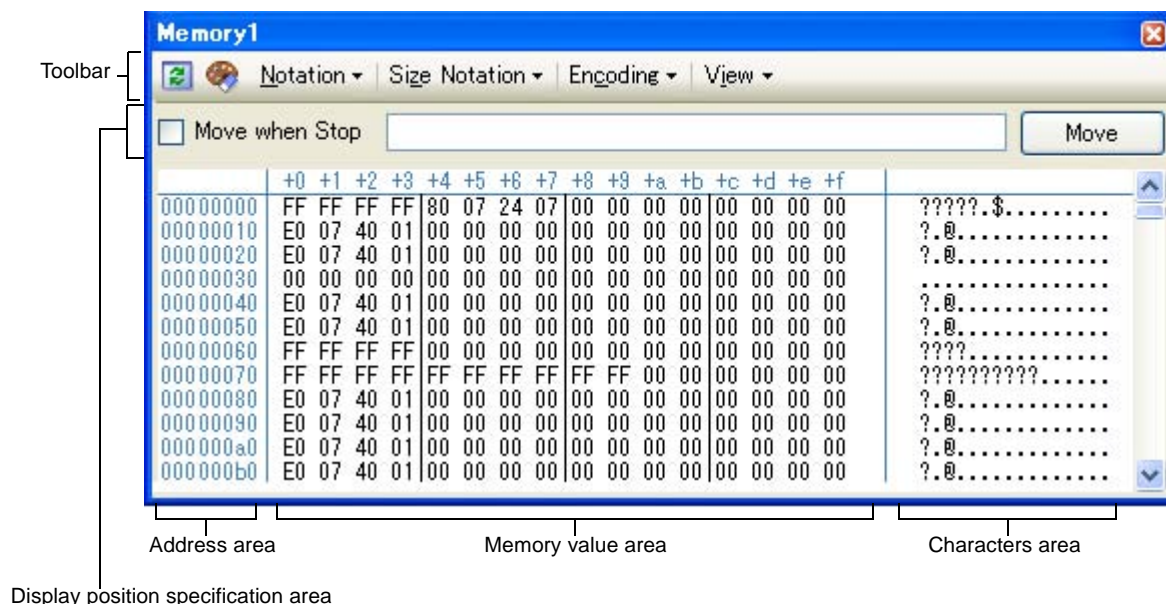 Memory1
Toolbar
Notation Size Notation Encoding View
Move when Stop Move
+0 +1 +2 +3 +4 +5 +6 +7 +8 +9 +a +b +c +d +e +f
00000000 FF FF FF FF 80 07 24 07 00 00 00 00 00 00 00 00 ?????.$.........
00000010 E0 07 40 01 00 00 00 00 00 00 00 00 00 00 00 00 ?.@.............
00000020 E0 07 40 01 00 00 00 00 00 00 00 00 00 00 00 00 ?.@.............
00000030 00 00 00 00 00 00 00 00 00 00 00 00 00 00 00 00 ................
00000040 E0 07 40 01 00 00 00 00 00 00 00 00 00 00 00 00 ?.@.............
00000050 E0 07 40 01 00 00 00 00 00 00 00 00 00 00 00 00 ?.@.............
00000060 FF FF FF FF 00 00 00 00 00 00 00 00 00 00 00 00 ????............
00000070 FF FF FF FF FF FF FF FF FF FF 00 00 00 00 00 00 ??????????......
00000080 E0 07 40 01 00 00 00 00 00 00 00 00 00 00 00 00 ?.@.............
00000090 E0 07 40 01 00 00 00 00 00 00 00 00 00 00 00 00 ?.@.............
000000a0 E0 07 40 01 00 00 00 00 00 00 00 00 00 00 00 00 ?.@.............
000000b0 E0 07 40 01 00 00 00 00 00 00 00 00 00 00 00 00 ?.@.............
Address area Memory value area Characters area
Display position specification area